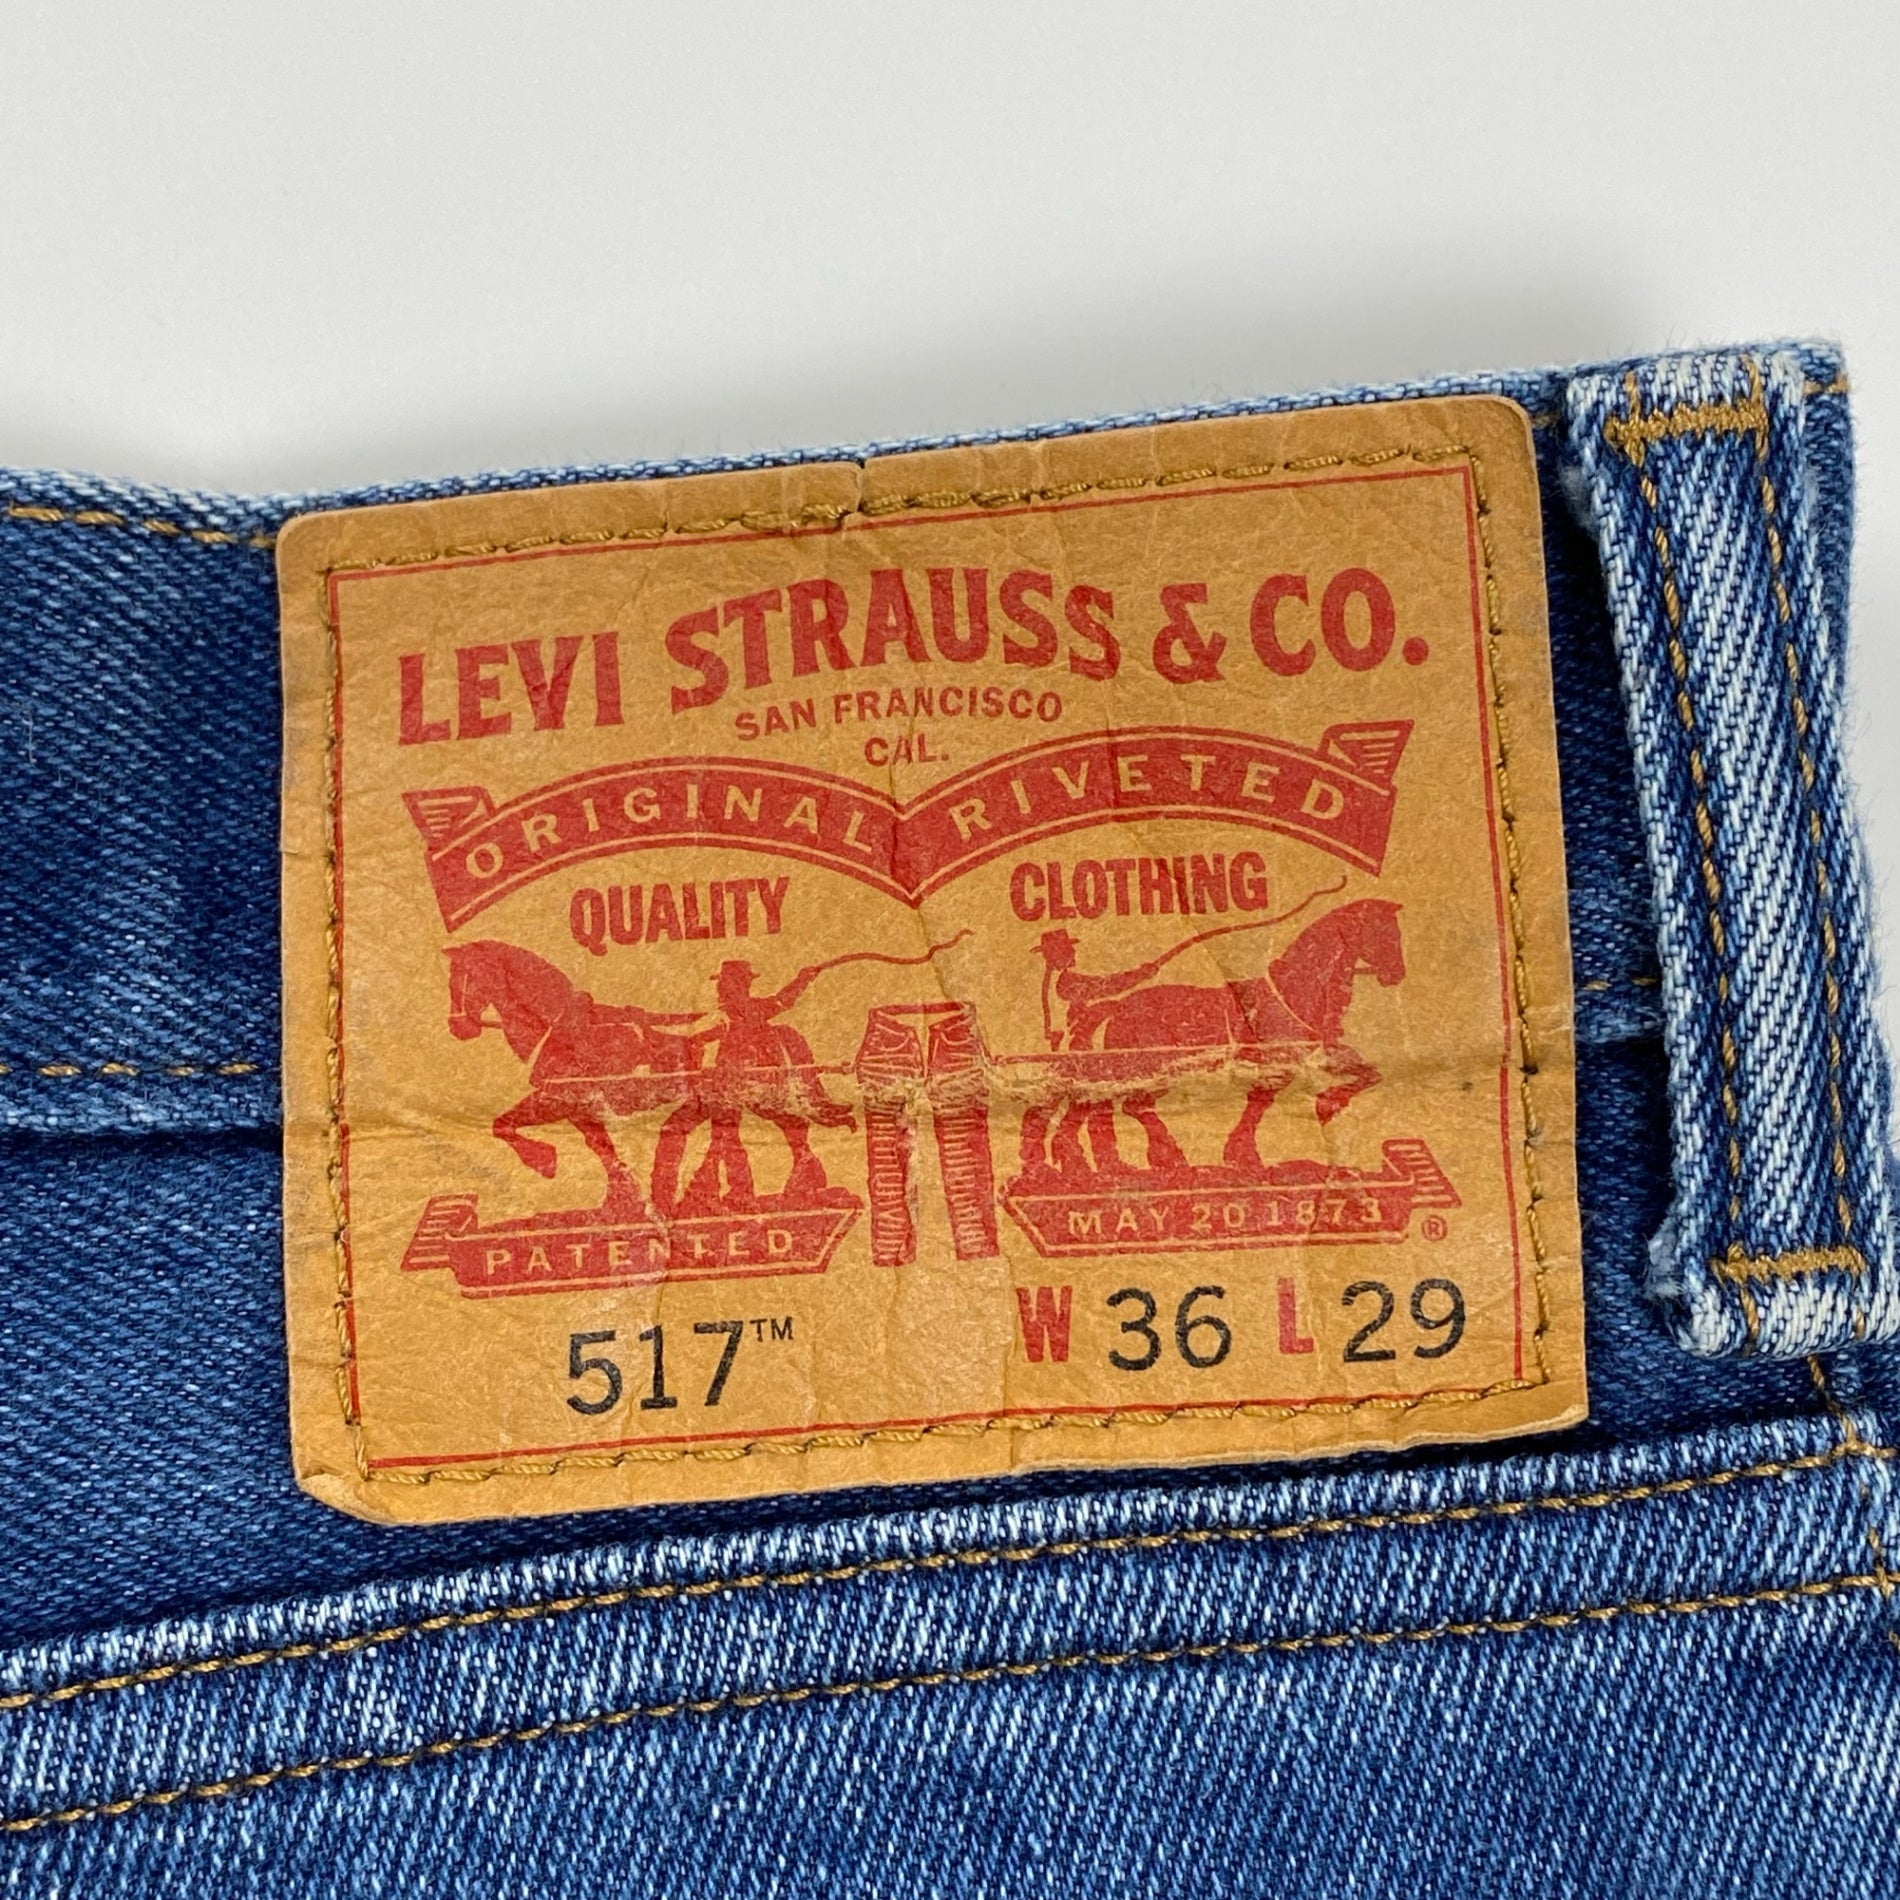 LEVI STRAUSS & CO.
SAN FRANCISCO
CAL.
ORIGINAL RIVETED
QUALITY CLOTHING
PATENTED MAY 20 1873 ®
517™ W 36 L 29